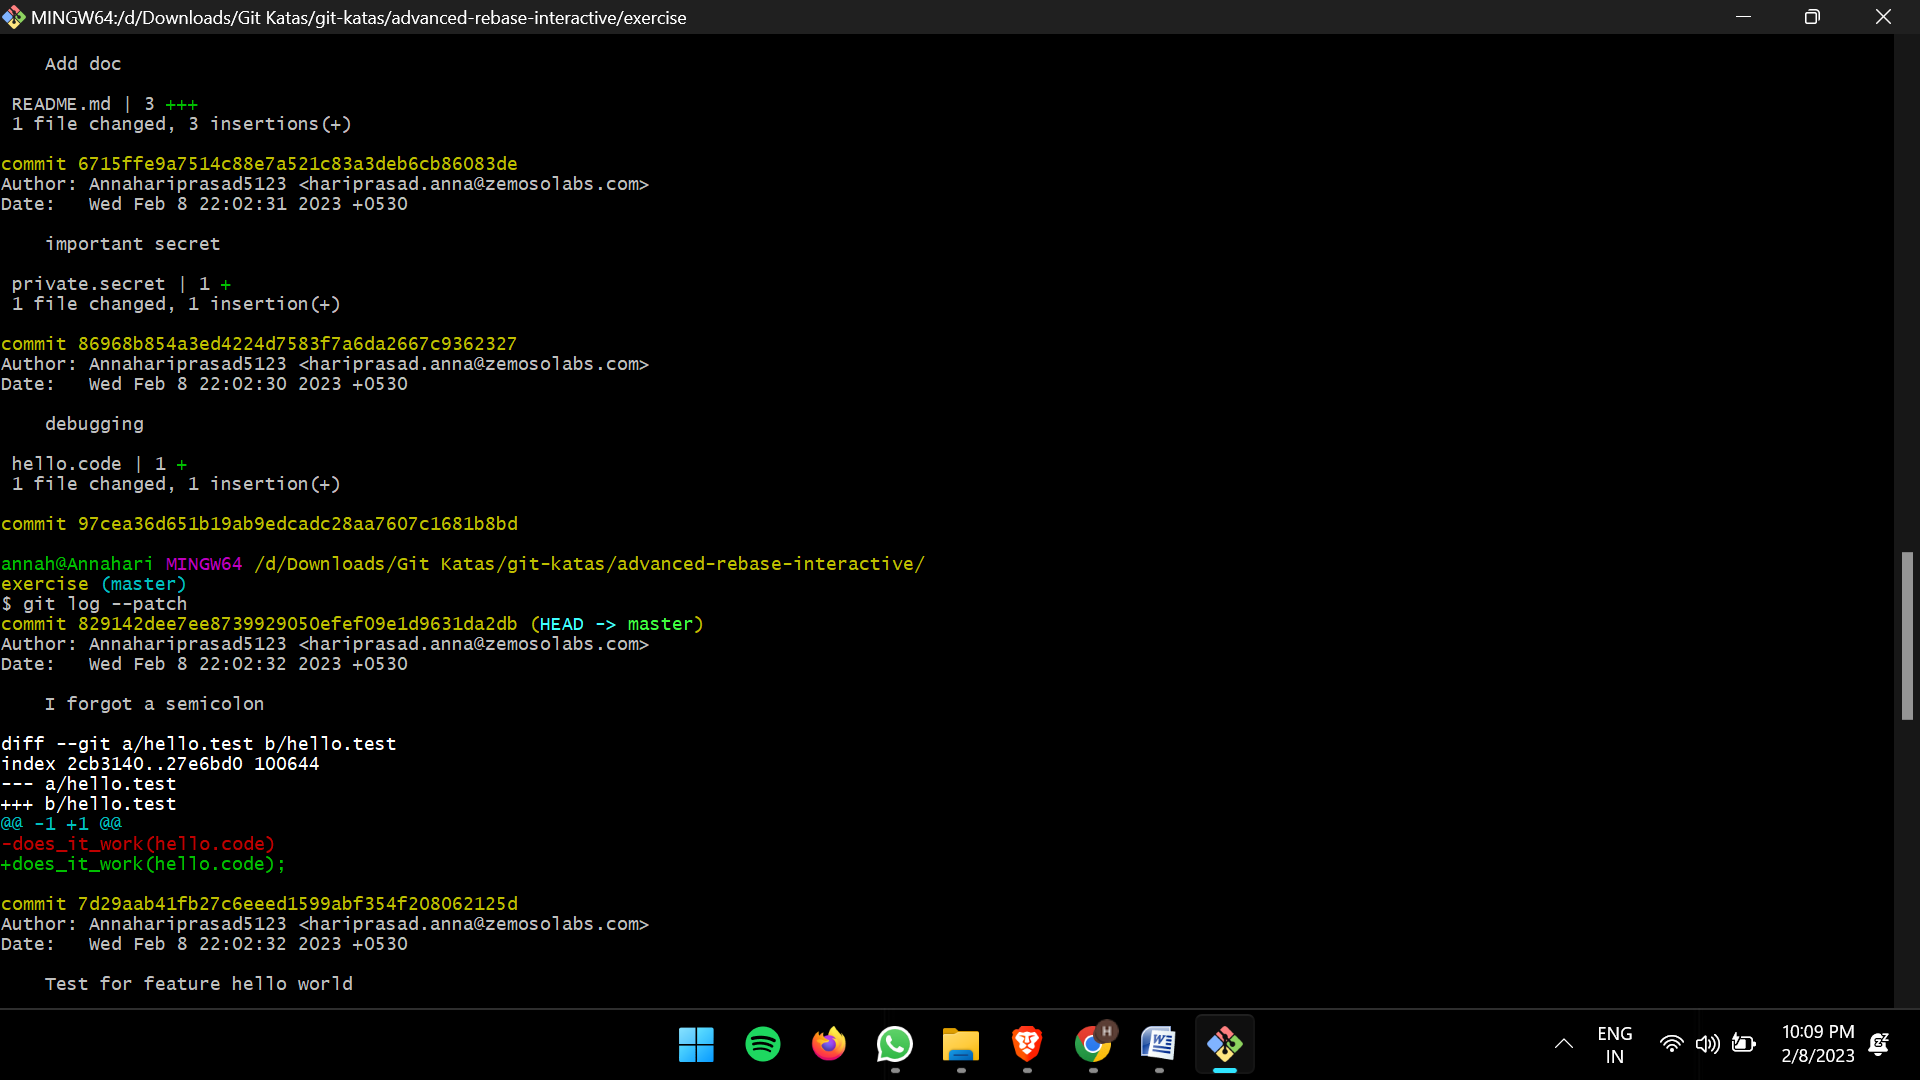 MINGW64:/d/Downloads/Git Katas/git-katas/advanced-rebase-interactive/exercise
Add doc
README.md | 3 +++
1 file changed, 3 insertions(+)
commit 6715ffe9a7514c88e7a521c83a3deb6cb86083de
Author: Annahariprasad5123 <hariprasad.anna@zemosolabs.com>
Date:   Wed Feb 8 22:02:31 2023 +0530
important secret
private.secret | 1 +
1 file changed, 1 insertion(+)
commit 86968b854a3ed4224d7583f7a6da2667c9362327
Author: Annahariprasad5123 <hariprasad.anna@zemosolabs.com>
Date:   Wed Feb 8 22:02:30 2023 +0530
debugging
hello.code | 1 +
1 file changed, 1 insertion(+)
commit 97cea36d651b19ab9edcadc28aa7607c1681b8bd
annah@Annahari MINGW64 /d/Downloads/Git Katas/git-katas/advanced-rebase-interactive/
exercise (master)
$ git log --patch
commit 829142dee7ee8739929050efef09e1d9631da2db (HEAD -> master)
Author: Annahariprasad5123 <hariprasad.anna@zemosolabs.com>
Date:   Wed Feb 8 22:02:32 2023 +0530
I forgot a semicolon
diff --git a/hello.test b/hello.test
index 2cb3140..27e6bd0 100644
--- a/hello.test
+++ b/hello.test
@@ -1 +1 @@
-does_it_work(hello.code)
+does_it_work(hello.code);
commit 7d29aab41fb27c6eeed1599abf354f208062125d
Author: Annahariprasad5123 <hariprasad.anna@zemosolabs.com>
Date:   Wed Feb 8 22:02:32 2023 +0530
Test for feature hello world
H
ENG
IN
10:09 PM
2/8/2023